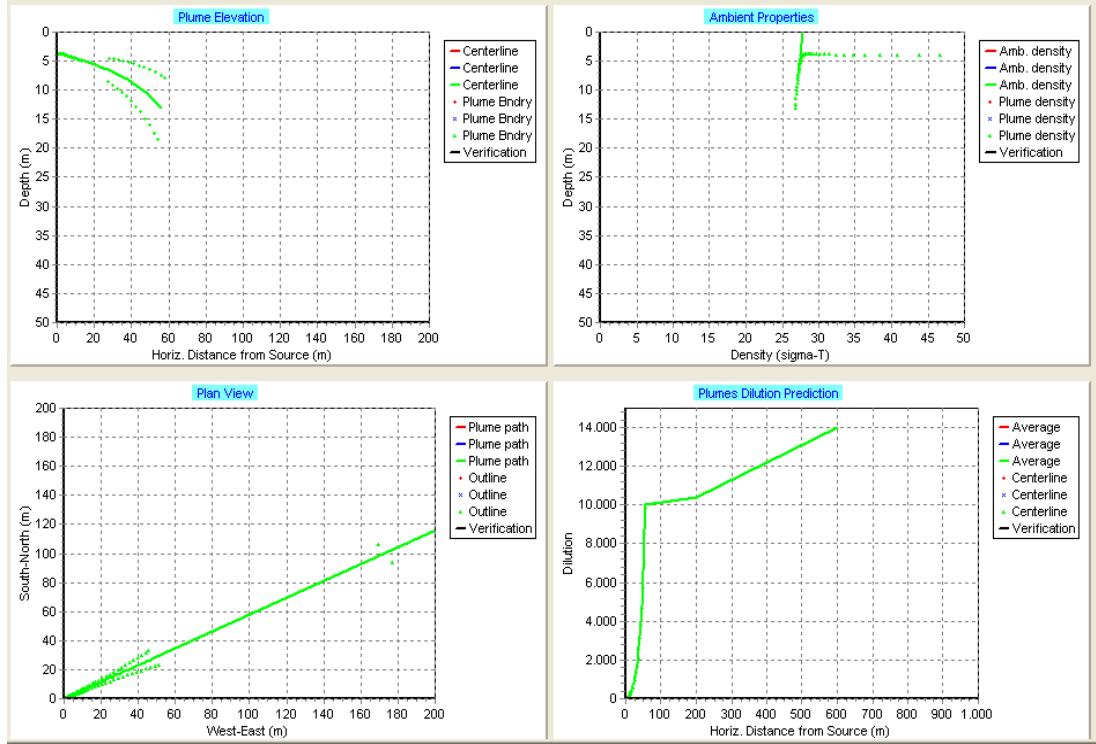 Plume Elevation
0
5
10
15
20
25
30
35
40
45
50
Depth (m)
0 20 40 60 80 100 120 140 160 180 200
Horiz. Distance from Source (m)
Centerline
Centerline
Centerline
Plume Bndry
Plume Bndry
Plume Bndry
Verification
Ambient Properties
0
5
10
15
20
25
30
35
40
45
50
Depth (m)
0 5 10 15 20 25 30 35 40 45 50
Density (sigma-T)
Amb. density
Amb. density
Amb. density
Plume density
Plume density
Plume density
Verification
Plan View
200
180
160
140
120
100
80
60
40
20
0
South-North (m)
0 20 40 60 80 100 120 140 160 180 200
West-East (m)
Plume path
Plume path
Plume path
Outline
Outline
Outline
Verification
Plumes Dilution Prediction
14.000
12.000
10.000
8.000
6.000
4.000
2.000
0
Dilution
0 100 200 300 400 500 600 700 800 900 1.000
Horiz. Distance from Source (m)
Average
Average
Average
Centerline
Centerline
Centerline
Verification